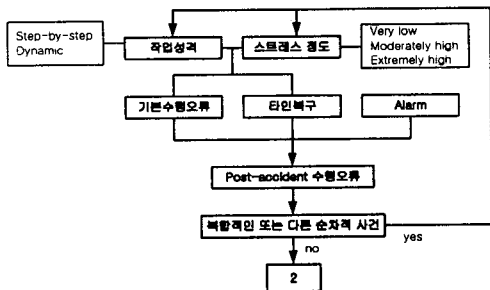 Step-by-step
Dynamic
작업성격
스트레스 정도
Very low
Moderately high
Extremely high
기본수행오류
타인복구
Alarm
Post-accident 수행오류
복합적인 또는 다른 순차적 사건
yes
no
2